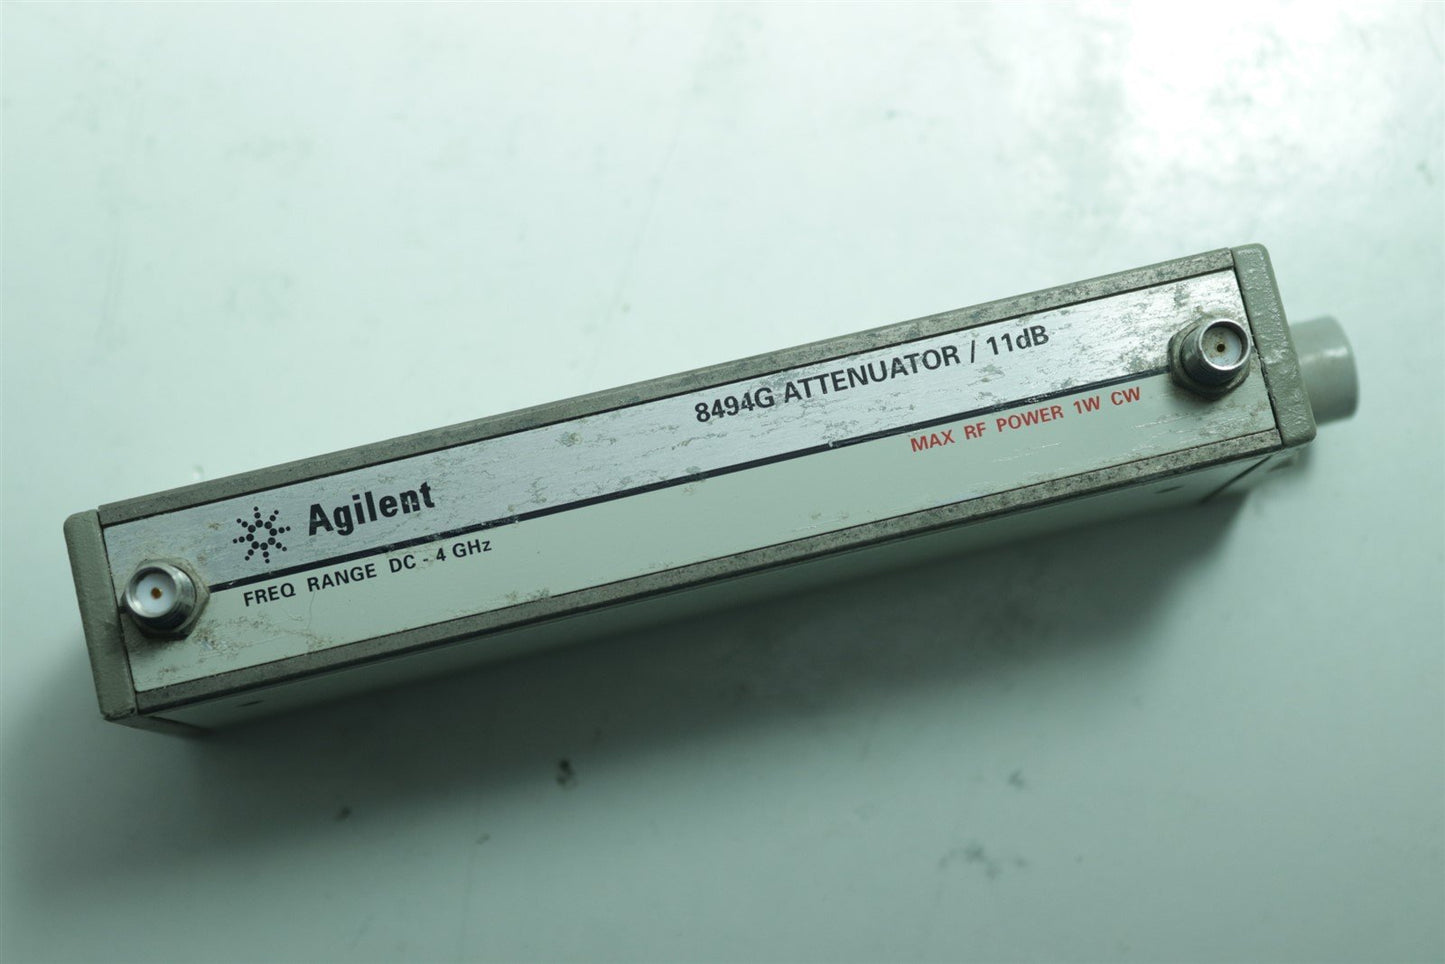 8494G ATTENUATOR / 11dB
MAX RF POWER 1W CW
Agilent
FREQ RANGE DC - 4 GHz